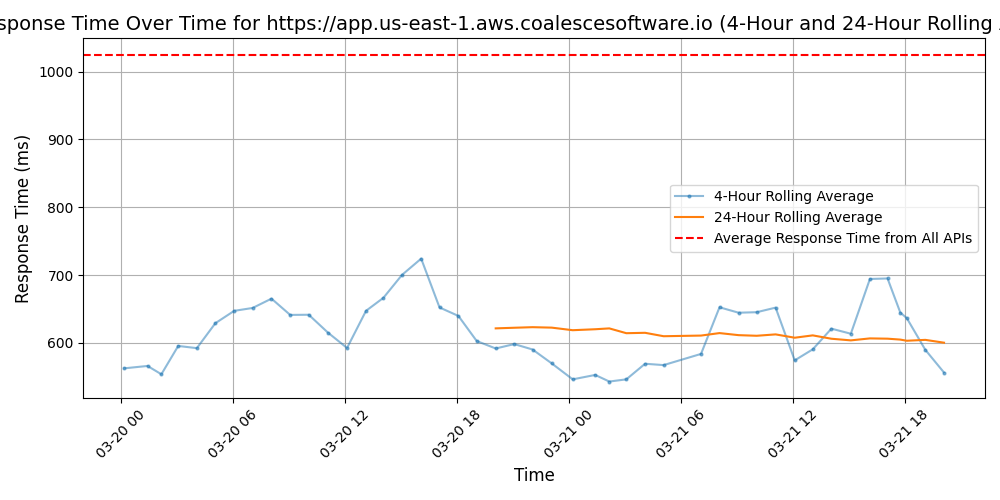 sponse Time Over Time for https://app.us-east-1.aws.coalescesoftware.io (4-Hour and 24-Hour Rolling
Response Time (ms)
1000
900
800
700
600
4-Hour Rolling Average
24-Hour Rolling Average
Average Response Time from All APIs
03-20 00
03-20 06
03-20 12
03-20 18
03-21 00
03-21 06
03-21 12
03-21 18
Time